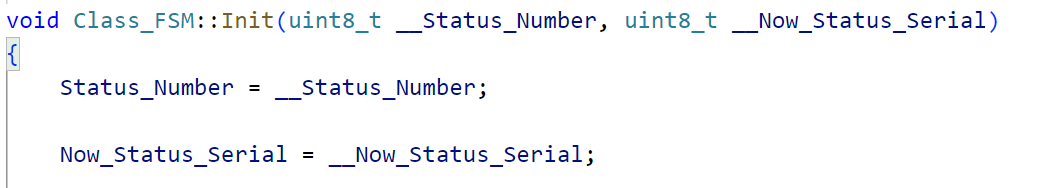 void Class_FSM::Init(uint8_t __Status_Number, uint8_t __Now_Status_Serial)
{
    Status_Number = __Status_Number;
    Now_Status_Serial = __Now_Status_Serial;